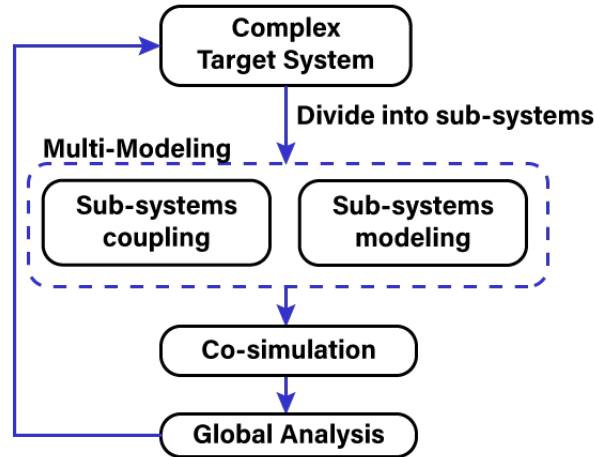 Complex
Target System
Divide into sub-systems
Multi-Modeling
Sub-systems
coupling
Sub-systems
modeling
Co-simulation
Global Analysis